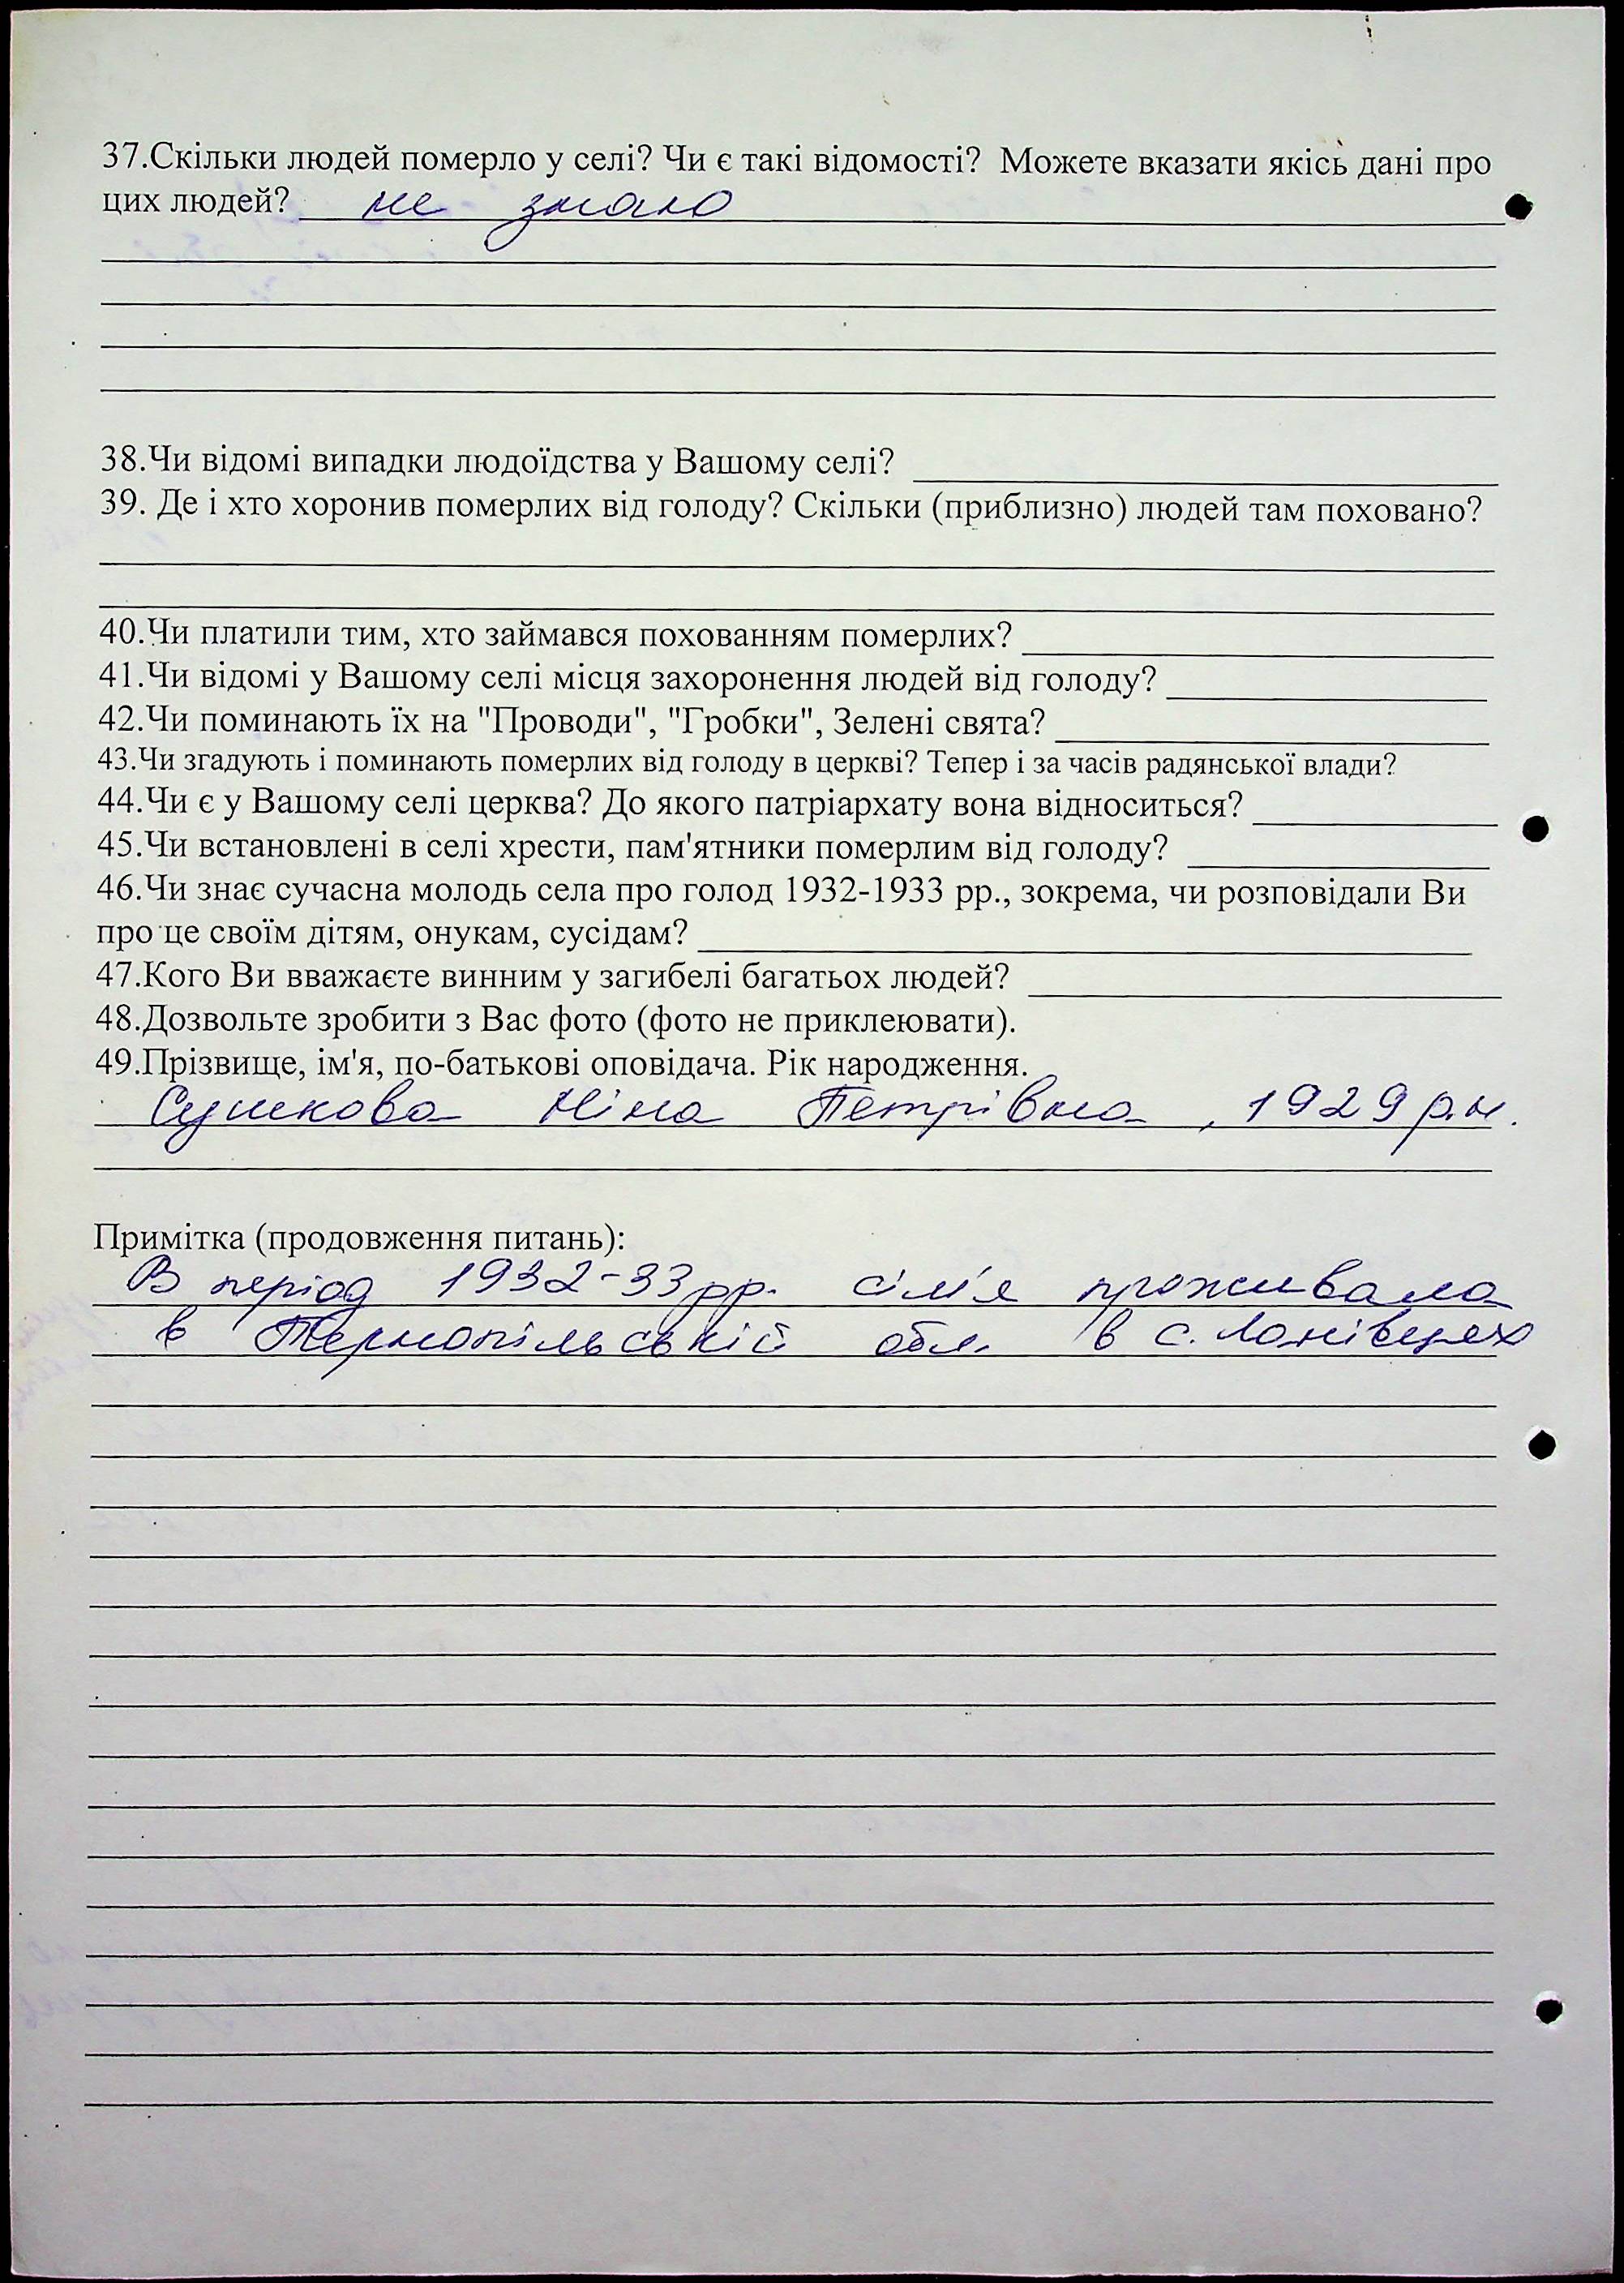 37.Скільки людей померло у селі? Чи є такі відомості? Можете вказати якісь дані про
цих людей? не знаю
38.Чи відомі випадки людоїдства у Вашому селі?
39. Де і хто хоронив померлих від голоду? Скільки (приблизно) людей там поховано?
40.Чи платили тим, хто займався похованням померлих?
41.Чи відомі у Вашому селі місця захоронення людей від голоду?
42.Чи поминають їх на "Проводи", "Гробки", Зелені свята?
43.Чи згадують і поминають померлих від голоду в церкві? Тепер і за часів радянської влади?
44.Чи є у Вашому селі церква? До якого патріархату вона відноситься?
45.Чи встановлені в селі хрести, пам'ятники померлим від голоду?
46.Чи знає сучасна молодь села про голод 1932-1933 рр., зокрема, чи розповідали Ви
про це своїм дітям, онукам, сусідам?
47.Кого Ви вважаєте винним у загибелі багатьох людей?
48.Дозвольте зробити з Вас фото (фото не приклеювати).
49.Прізвище, ім'я, по-батькові оповідача. Рік народження.
Ніна Петрівна, 1929 р.н.
Примітка (продовження питань):
В період 1932-33 рр. сім'я проживала
в Тернопільській обл. в с.